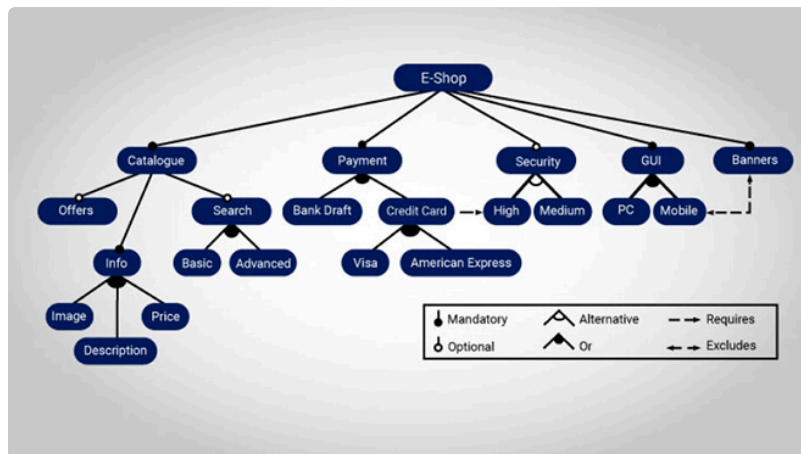 E-Shop
Catalogue
Payment
Security
GUI
Banners
Offers
Search
Bank Draft
Credit Card
High
Medium
PC
Mobile
Info
Basic
Advanced
Visa
American Express
Image
Price
Description
Mandatory
Alternative
Requires
Optional
Or
Excludes